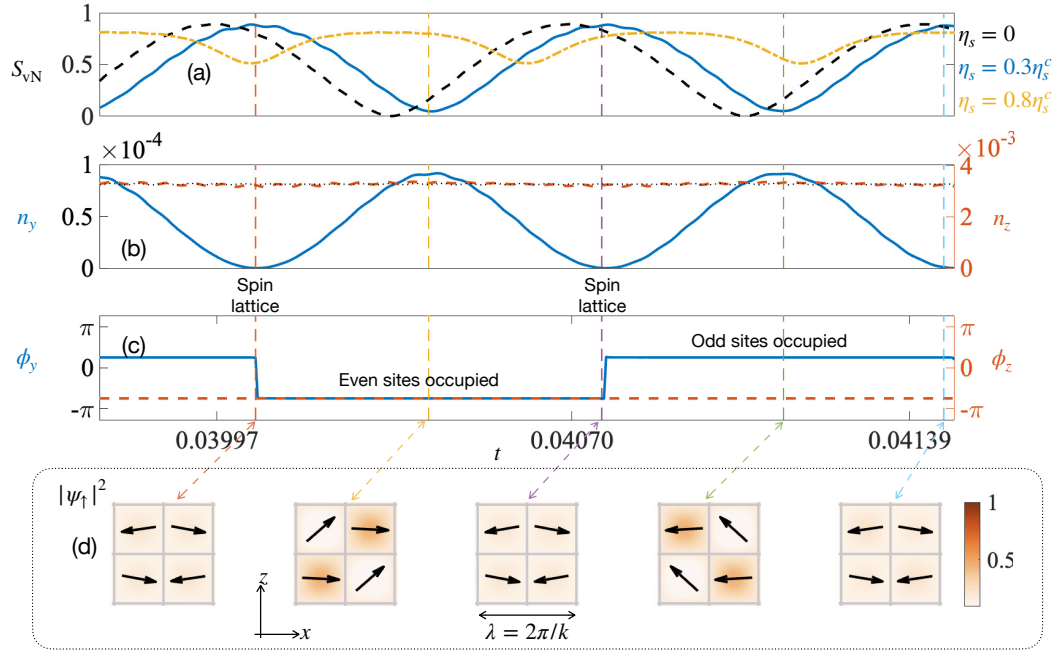 1
0.5
0
S_vN
(a)
η_s = 0
η_s = 0.3η_s^c
η_s = 0.8η_s^c
×10^-4
×10^-3
1
0.5
0
n_y
(b)
4
2
0
n_z
Spin
lattice
Spin
lattice
π
0
-π
ϕ_y
(c)
Even sites occupied
Odd sites occupied
π
0
-π
ϕ_z
0.03997
t
0.04070
0.04139
|ψ_↑|^2
(d)
z
x
λ = 2π/k
1
0.5